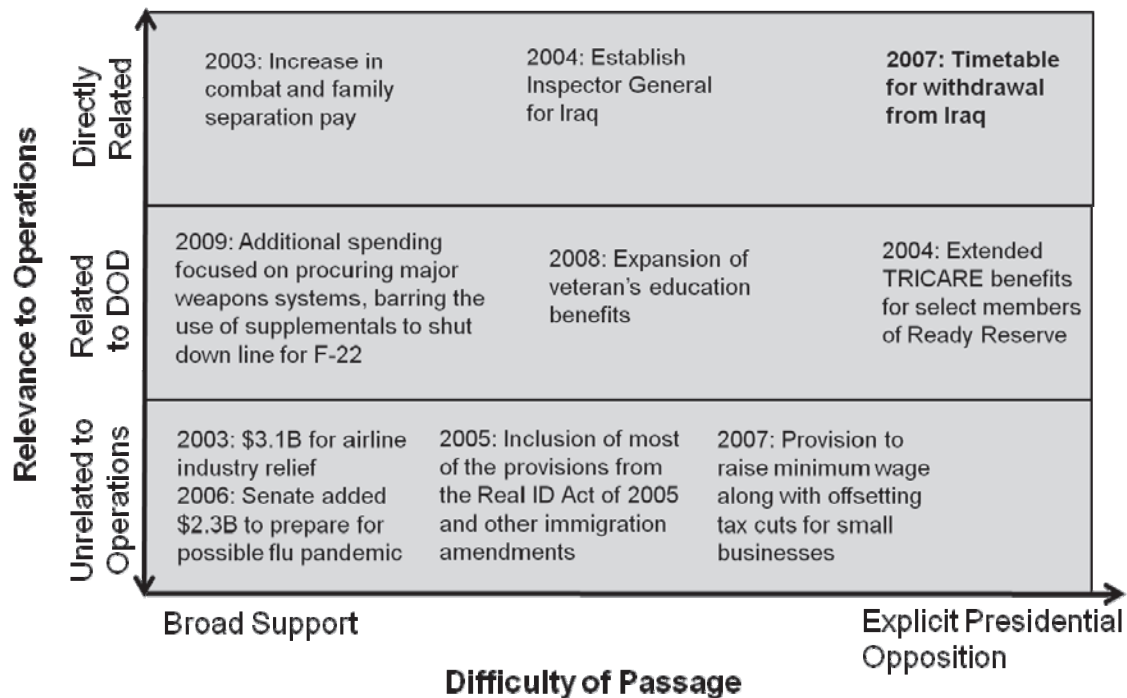 Relevance to Operations
Directly
Related
2003: Increase in
combat and family
separation pay
2004: Establish
Inspector General
for Iraq
2007: Timetable
for withdrawal
from Iraq
Related
to DOD
2009: Additional spending
focused on procuring major
weapons systems, barring the
use of supplementals to shut
down line for F-22
2008: Expansion of
veteran's education
benefits
2004: Extended
TRICARE benefits
for select members
of Ready Reserve
Unrelated to
Operations
2003: $3.1B for airline
industry relief
2006: Senate added
$2.3B to prepare for
possible flu pandemic
2005: Inclusion of most
of the provisions from
the Real ID Act of 2005
and other immigration
amendments
2007: Provision to
raise minimum wage
along with offsetting
tax cuts for small
businesses
Broad Support
Explicit Presidential
Opposition
Difficulty of Passage